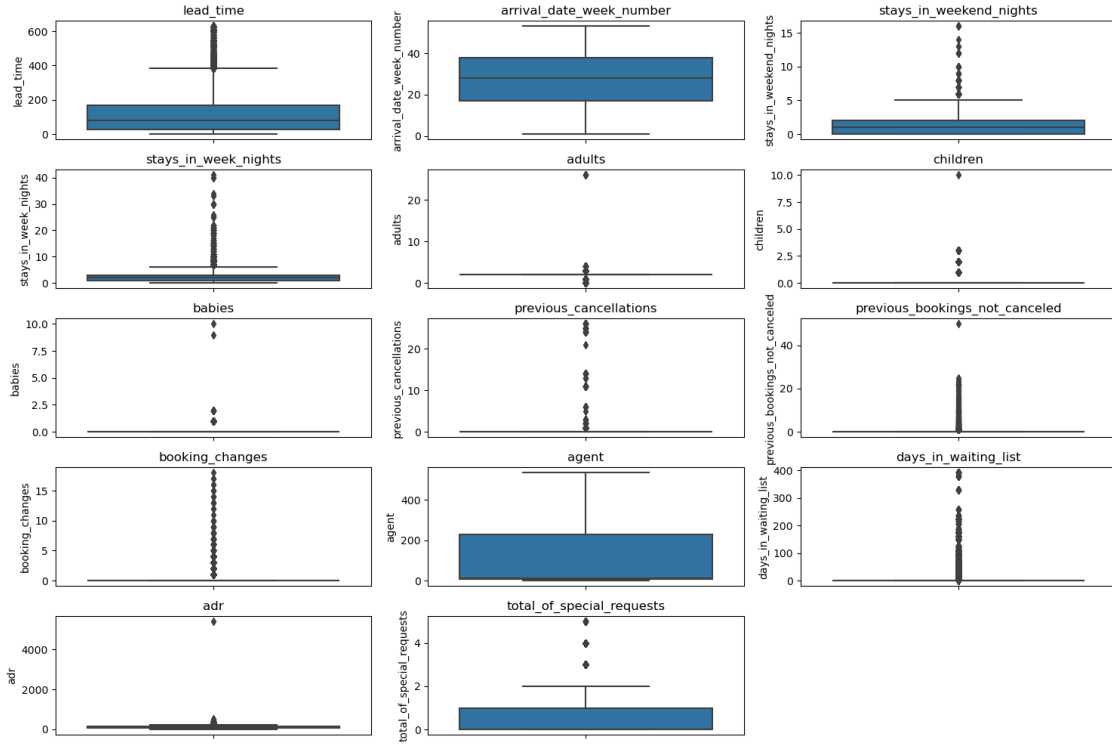 lead_time
600
400
200
0
lead_time
arrival_date_week_number
40
20
0
arrival_date_week_number
stays_in_weekend_nights
15
10
5
0
stays_in_weekend_nights
stays_in_week_nights
40
30
20
10
0
stays_in_week_nights
adults
20
10
0
adults
children
10.0
7.5
5.0
2.5
0.0
children
babies
10.0
7.5
5.0
2.5
0.0
babies
previous_cancellations
20
10
0
previous_cancellations
previous_bookings_not_canceled
40
20
0
previous_bookings_not_canceled
booking_changes
15
10
5
0
booking_changes
agent
400
200
0
agent
days_in_waiting_list
400
300
200
100
0
days_in_waiting_list
adr
4000
2000
0
adr
total_of_special_requests
4
2
0
total_of_special_requests